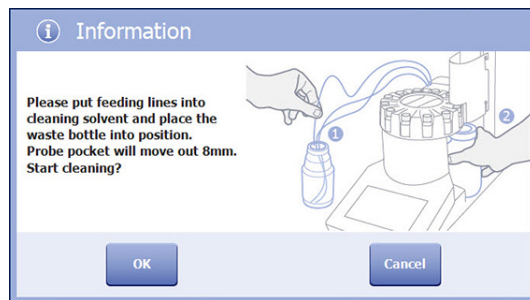 i Information
Please put feeding lines into
cleaning solvent and place the
waste bottle into position.
Probe pocket will move out 8mm.
Start cleaning?
1
2
OK
Cancel